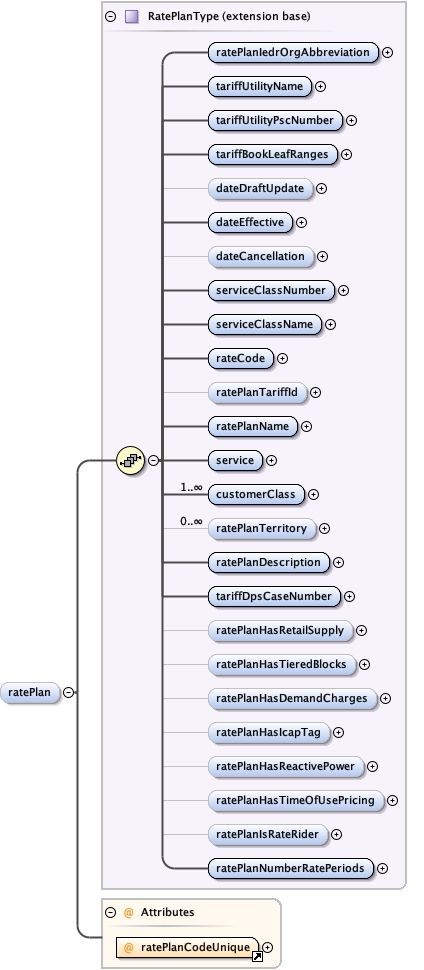 RatePlanType (extension base)
ratePlanIedrOrgAbbreviation
tariffUtilityName
tariffUtilityPscNumber
tariffBookLeafRanges
dateDraftUpdate
dateEffective
dateCancellation
serviceClassNumber
serviceClassName
rateCode
ratePlanTariffId
ratePlanName
service
1..∞
customerClass
0..∞
ratePlanTerritory
ratePlanDescription
tariffDpsCaseNumber
ratePlanHasRetailSupply
ratePlanHasTieredBlocks
ratePlan
ratePlanHasDemandCharges
ratePlanHasIcapTag
ratePlanHasReactivePower
ratePlanHasTimeOfUsePricing
ratePlanIsRateRider
ratePlanNumberRatePeriods
@ Attributes
@ ratePlanCodeUnique